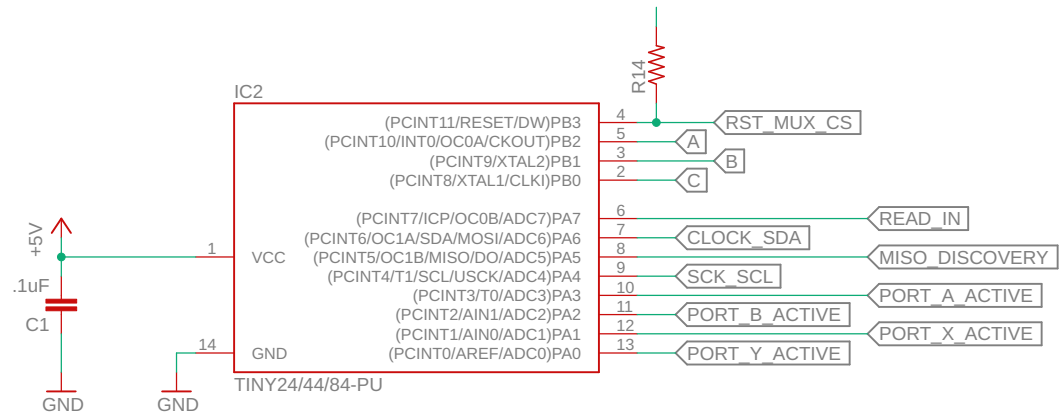 R14
IC2
(PCINT11/RESET/DW)PB3 4 RST_MUX_CS
(PCINT10/INT0/OC0A/CKOUT)PB2 5 A
(PCINT9/XTAL2)PB1 3 B
(PCINT8/XTAL1/CLKI)PB0 2 C
(PCINT7/ICP/OC0B/ADC7)PA7 6 READ_IN
(PCINT6/OC1A/SDA/MOSI/ADC6)PA6 7 CLOCK_SDA
+5V 1 VCC (PCINT5/OC1B/MISO/DO/ADC5)PA5 8 MISO_DISCOVERY
(PCINT4/T1/SCL/USCK/ADC4)PA4 9 SCK_SCL
.1uF (PCINT3/T0/ADC3)PA3 10 PORT_A_ACTIVE
(PCINT2/AIN1/ADC2)PA2 11 PORT_B_ACTIVE
C1 (PCINT1/AIN0/ADC1)PA1 12 PORT_X_ACTIVE
14 GND (PCINT0/AREF/ADC0)PA0 13 PORT_Y_ACTIVE
TINY24/44/84-PU
GND GND